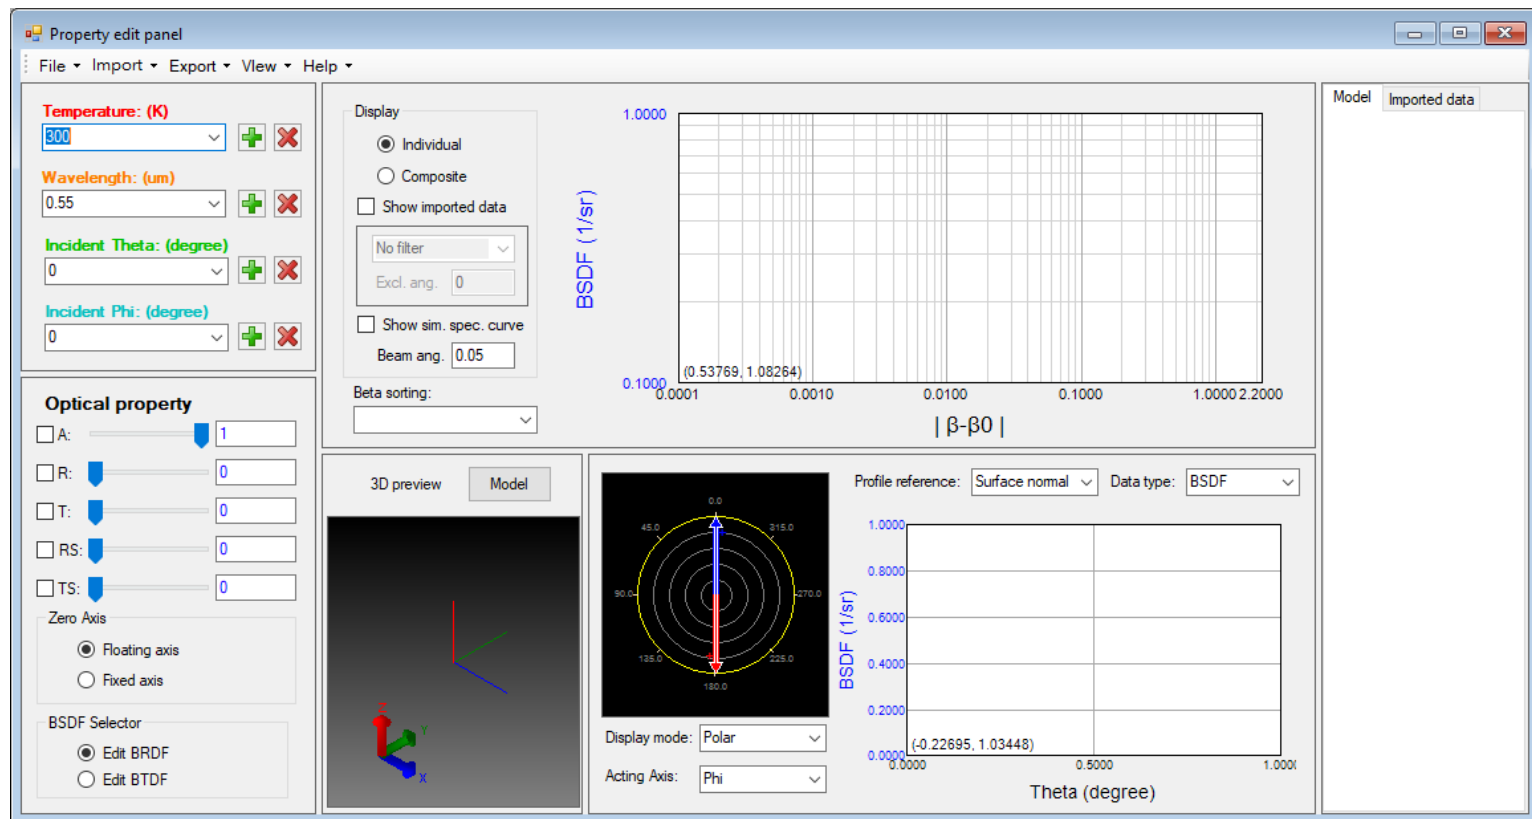 Property edit panel
File Import Export VIew Help
Temperature: (K)
300
Wavelength: (um)
0.55
Incident Theta: (degree)
0
Incident Phi: (degree)
0
Optical property
A: 1
R: 0
T: 0
RS: 0
TS: 0
Zero Axis
Floating axis
Fixed axis
BSDF Selector
Edit BRDF
Edit BTDF
Display
Individual
Composite
Show imported data
No filter
Excl. ang. 0
Show sim. spec. curve
Beam ang. 0.05
Beta sorting:
1.0000
BSDF (1/sr)
0.1000
(0.53769, 1.08264)
0.0001 0.0010 0.0100 0.1000 1.0000 2.2000
| β-β0 |
3D preview Model
Z
Y
X
0.0
45.0 315.0
90.0 270.0
135.0 225.0
180.0
Display mode: Polar
Acting Axis: Phi
Profile reference: Surface normal Data type: BSDF
1.0000
0.8000
0.6000
0.4000
0.2000
0.0000
BSDF (1/sr)
(-0.22695, 1.03448)
0.0000 0.5000 1.000
Theta (degree)
Model Imported data